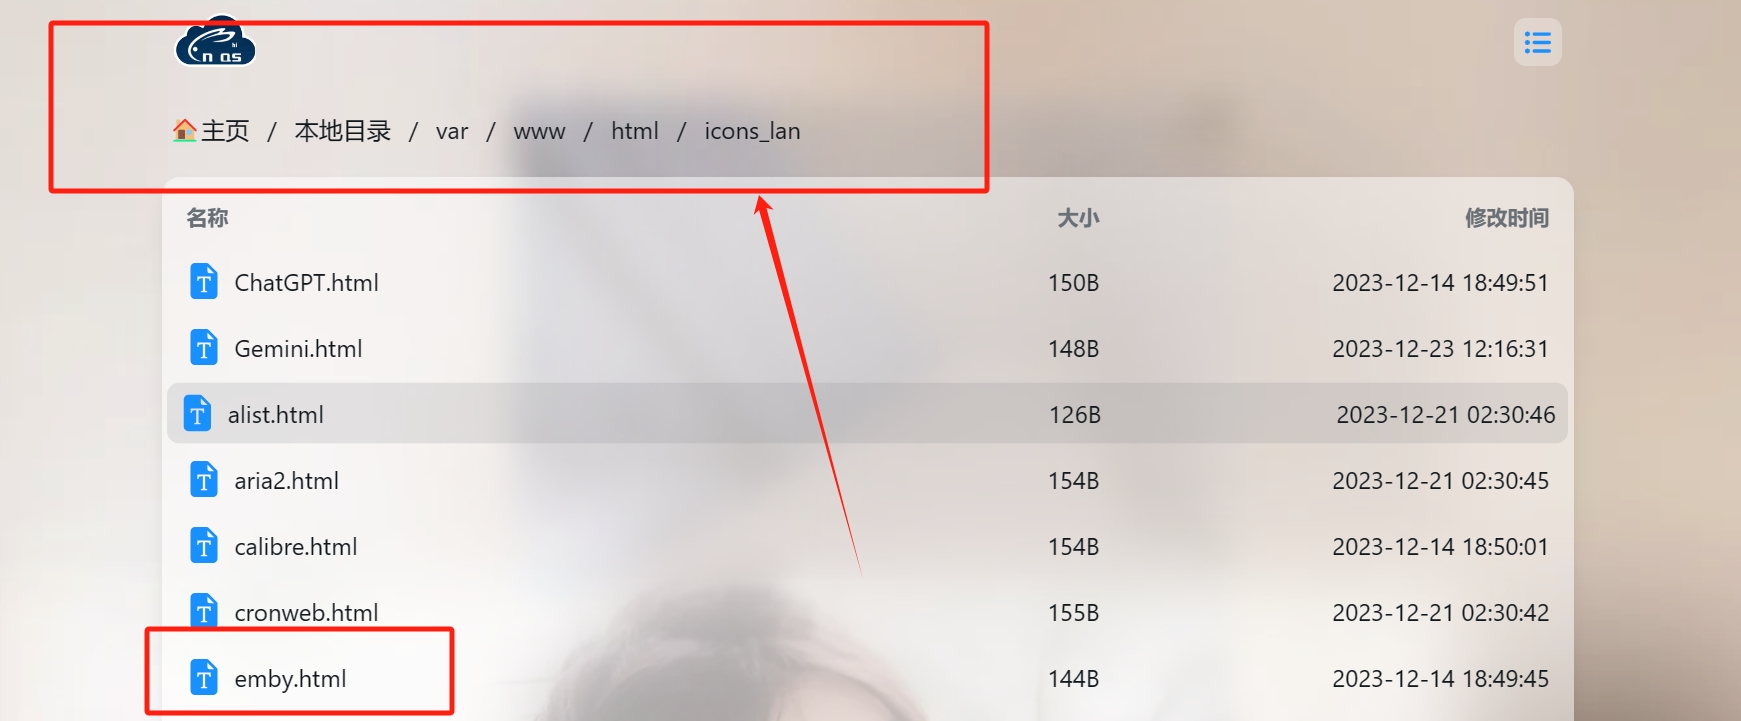 hi
nas
🏠主页 / 本地目录 / var / www / html / icons_lan
名称 大小 修改时间
ChatGPT.html 150B 2023-12-14 18:49:51
Gemini.html 148B 2023-12-23 12:16:31
alist.html 126B 2023-12-21 02:30:46
aria2.html 154B 2023-12-21 02:30:45
calibre.html 154B 2023-12-14 18:50:01
cronweb.html 155B 2023-12-21 02:30:42
emby.html 144B 2023-12-14 18:49:45